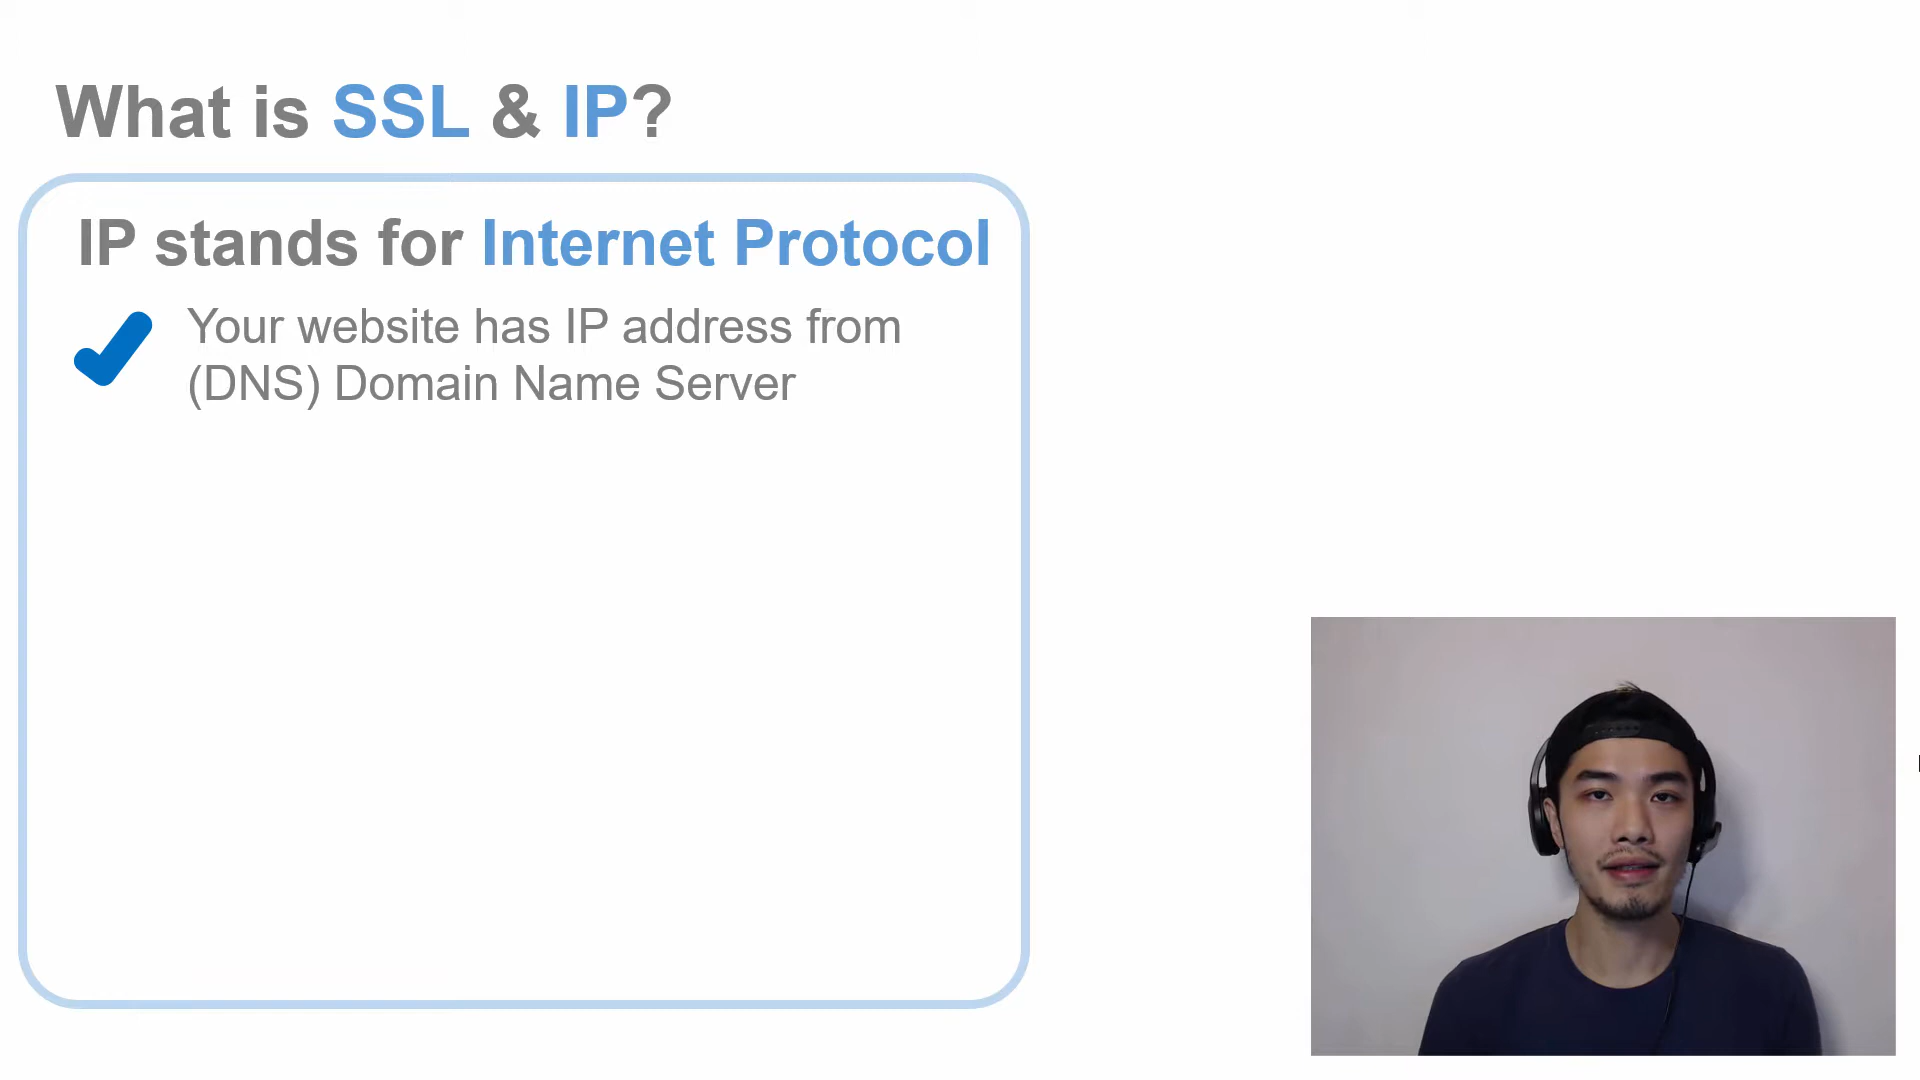 What is SSL & IP?
IP stands for Internet Protocol
Your website has IP address from
(DNS) Domain Name Server